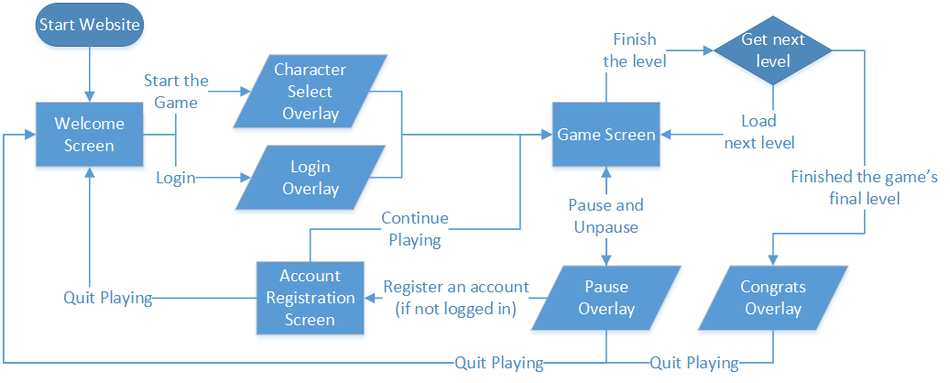 Start Website
Welcome
Screen
Start the
Game
Login
Character
Select
Overlay
Login
Overlay
Finish
the level
Get next
level
Game Screen
Load
next level
Finished the game's
final level
Pause and
Unpause
Continue
Playing
Account
Registration
Screen
Quit Playing
Register an account
(if not logged in)
Pause
Overlay
Congrats
Overlay
Quit Playing
Quit Playing